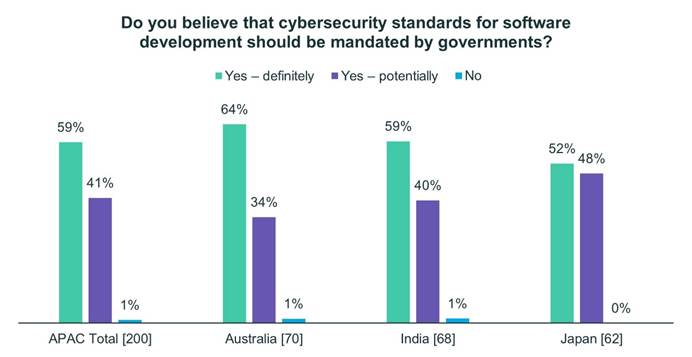 Do you believe that cybersecurity standards for software
development should be mandated by governments?
Yes – definitely Yes – potentially No
59% 41% 1%
64% 34% 1%
59% 40% 1%
52% 48% 0%
APAC Total [200] Australia [70] India [68] Japan [62]